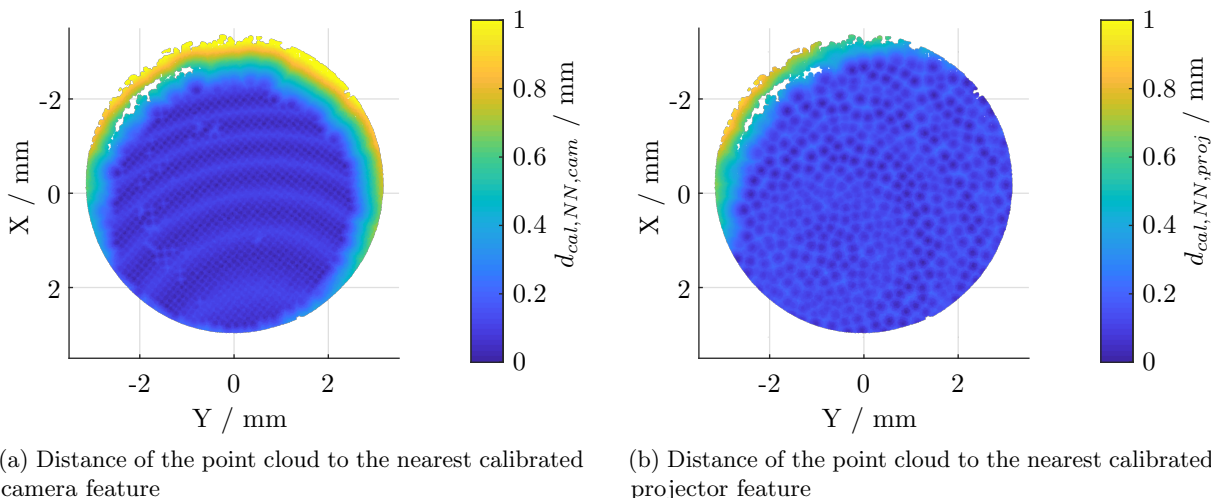 1
0.8
0.6
0.4
0.2
0
d_{cal,NN,cam} / mm
-2
0
2
X / mm
-2 0 2
Y / mm
1
0.8
0.6
0.4
0.2
0
d_{cal,NN,proj} / mm
-2
0
2
X / mm
-2 0 2
Y / mm
(a) Distance of the point cloud to the nearest calibrated
camera feature
(b) Distance of the point cloud to the nearest calibrated
projector feature